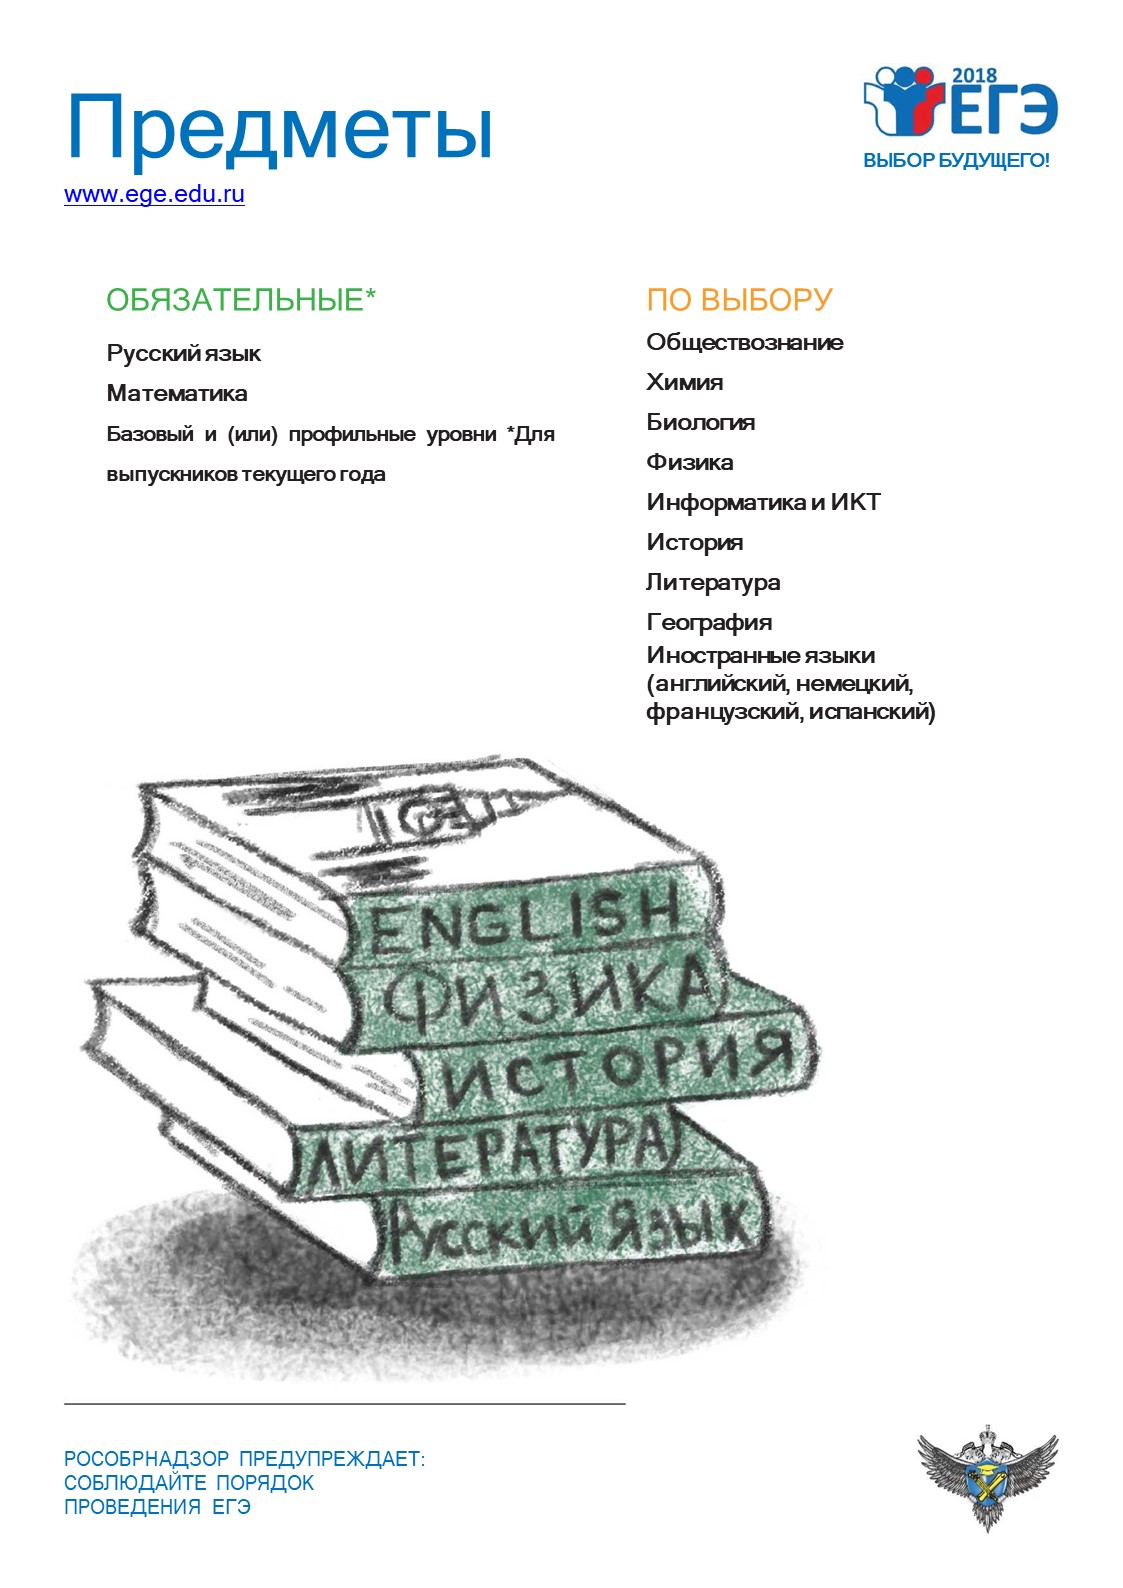 Предметы
www.ege.edu.ru
2018
ЕГЭ
ВЫБОР БУДУЩЕГО!
ОБЯЗАТЕЛЬНЫЕ*
Русский язык
Математика
Базовый и (или) профильные уровни *Для
выпускников текущего года
ПО ВЫБОРУ
Обществознание
Химия
Биология
Физика
Информатика и ИКТ
История
Литература
География
Иностранные языки
(английский, немецкий,
французский, испанский)
ENGLISH
ФИЗИКА
ИСТОРИЯ
ЛИТЕРАТУРА
Русский Язык
РОСОБРНАДЗОР ПРЕДУПРЕЖДАЕТ:
СОБЛЮДАЙТЕ ПОРЯДОК
ПРОВЕДЕНИЯ ЕГЭ